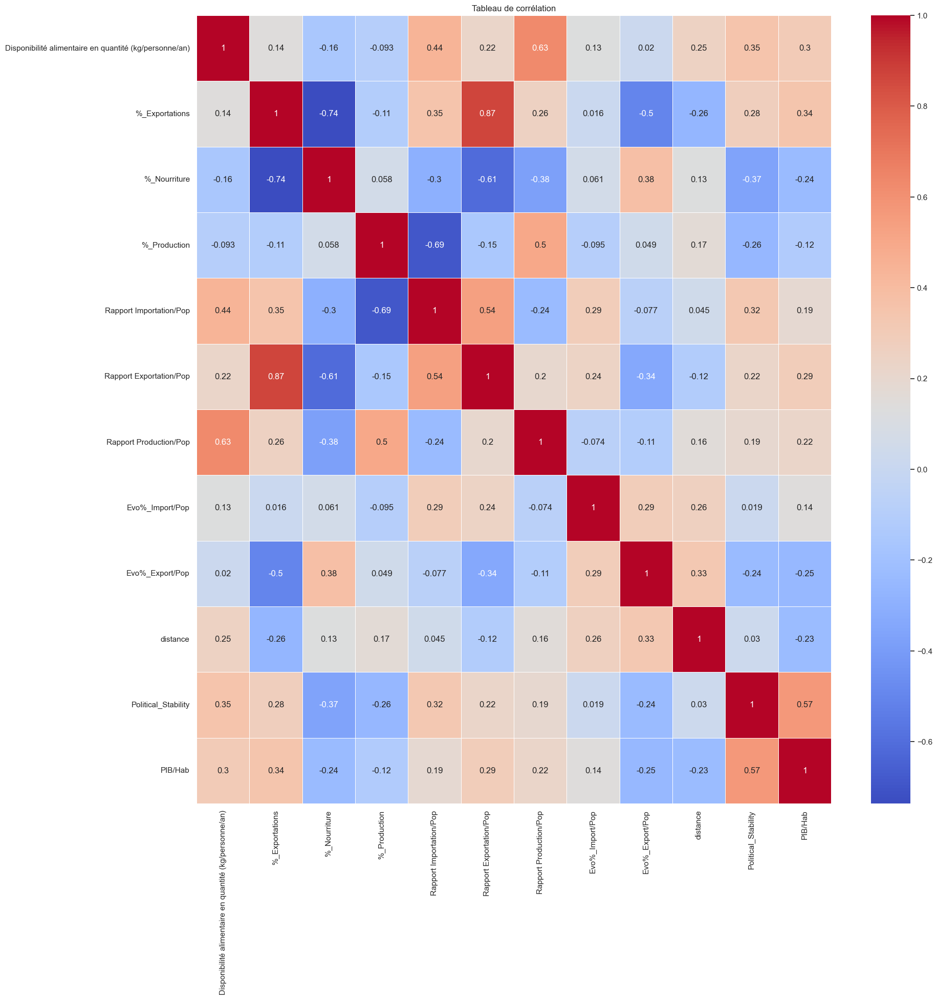 Tableau de corrélation
Disponibilité alimentaire en quantité (kg/personne/an) 1 0.14 -0.16 -0.093 0.44 0.22 0.63 0.13 0.02 0.25 0.35 0.3
%_Exportations 0.14 1 -0.74 -0.11 0.35 0.87 0.26 0.016 -0.5 -0.26 0.28 0.34
%_Nourriture -0.16 -0.74 1 0.058 -0.3 -0.61 -0.38 0.061 0.38 0.13 -0.37 -0.24
%_Production -0.093 -0.11 0.058 1 -0.69 -0.15 0.5 -0.095 0.049 0.17 -0.26 -0.12
Rapport Importation/Pop 0.44 0.35 -0.3 -0.69 1 0.54 -0.24 0.29 -0.077 0.045 0.32 0.19
Rapport Exportation/Pop 0.22 0.87 -0.61 -0.15 0.54 1 0.2 0.24 -0.34 -0.12 0.22 0.29
Rapport Production/Pop 0.63 0.26 -0.38 0.5 -0.24 0.2 1 -0.074 -0.11 0.16 0.19 0.22
Evo%_Import/Pop 0.13 0.016 0.061 -0.095 0.29 0.24 -0.074 1 0.29 0.26 0.019 0.14
Evo%_Export/Pop 0.02 -0.5 0.38 0.049 -0.077 -0.34 -0.11 0.29 1 0.33 -0.24 -0.25
distance 0.25 -0.26 0.13 0.17 0.045 -0.12 0.16 0.26 0.33 1 0.03 -0.23
Political_Stability 0.35 0.28 -0.37 -0.26 0.32 0.22 0.19 0.019 -0.24 0.03 1 0.57
PIB/Hab 0.3 0.34 -0.24 -0.12 0.19 0.29 0.22 0.14 -0.25 -0.23 0.57 1
Disponibilité alimentaire en quantité (kg/personne/an)
%_Exportations
%_Nourriture
%_Production
Rapport Importation/Pop
Rapport Exportation/Pop
Rapport Production/Pop
Evo%_Import/Pop
Evo%_Export/Pop
distance
Political_Stability
PIB/Hab
1.0
0.8
0.6
0.4
0.2
0.0
−0.2
−0.4
−0.6